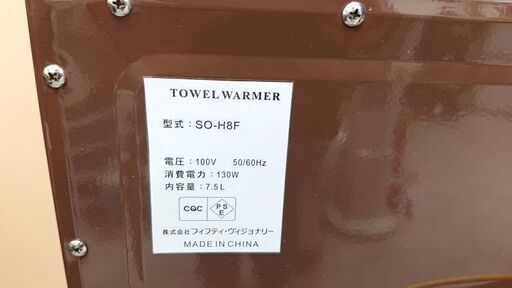 TOWEL WARMER
型式：SO-H8F
電圧：100V 50/60Hz
消費電力：130W
内容量：7.5L
CQC PSE
株式会社フィフティ・ヴィジョナリー
MADE IN CHINA